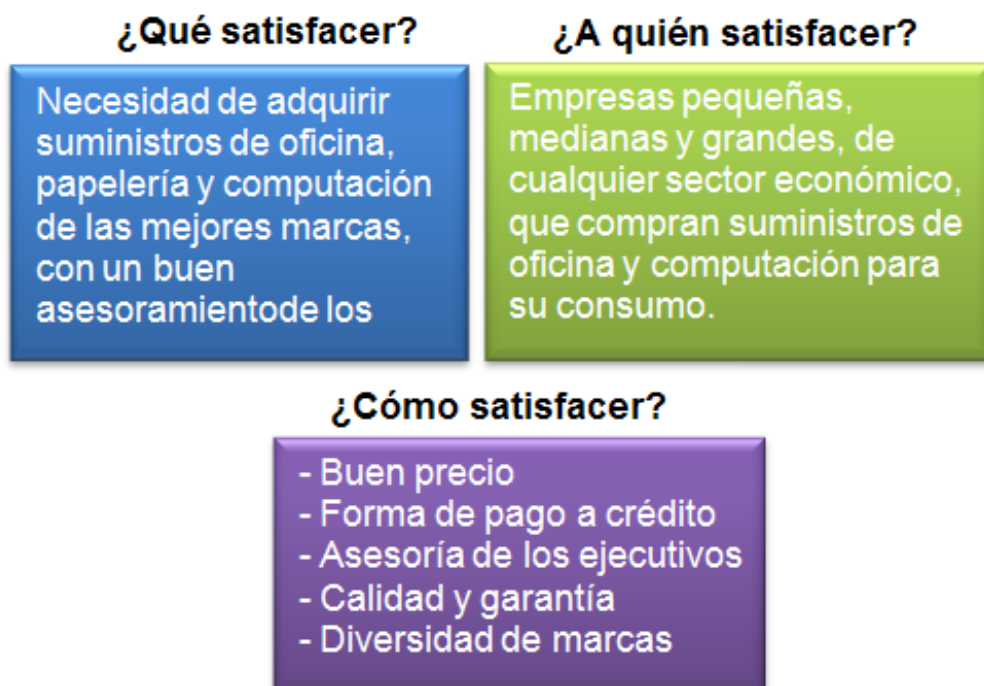 ¿Qué satisfacer?
Necesidad de adquirir
suministros de oficina,
papelería y computación
de las mejores marcas,
con un buen
asesoramientode los
¿A quién satisfacer?
Empresas pequeñas,
medianas y grandes, de
cualquier sector económico,
que compran suministros de
oficina y computación para
su consumo.
¿Cómo satisfacer?
- Buen precio
- Forma de pago a crédito
- Asesoría de los ejecutivos
- Calidad y garantía
- Diversidad de marcas